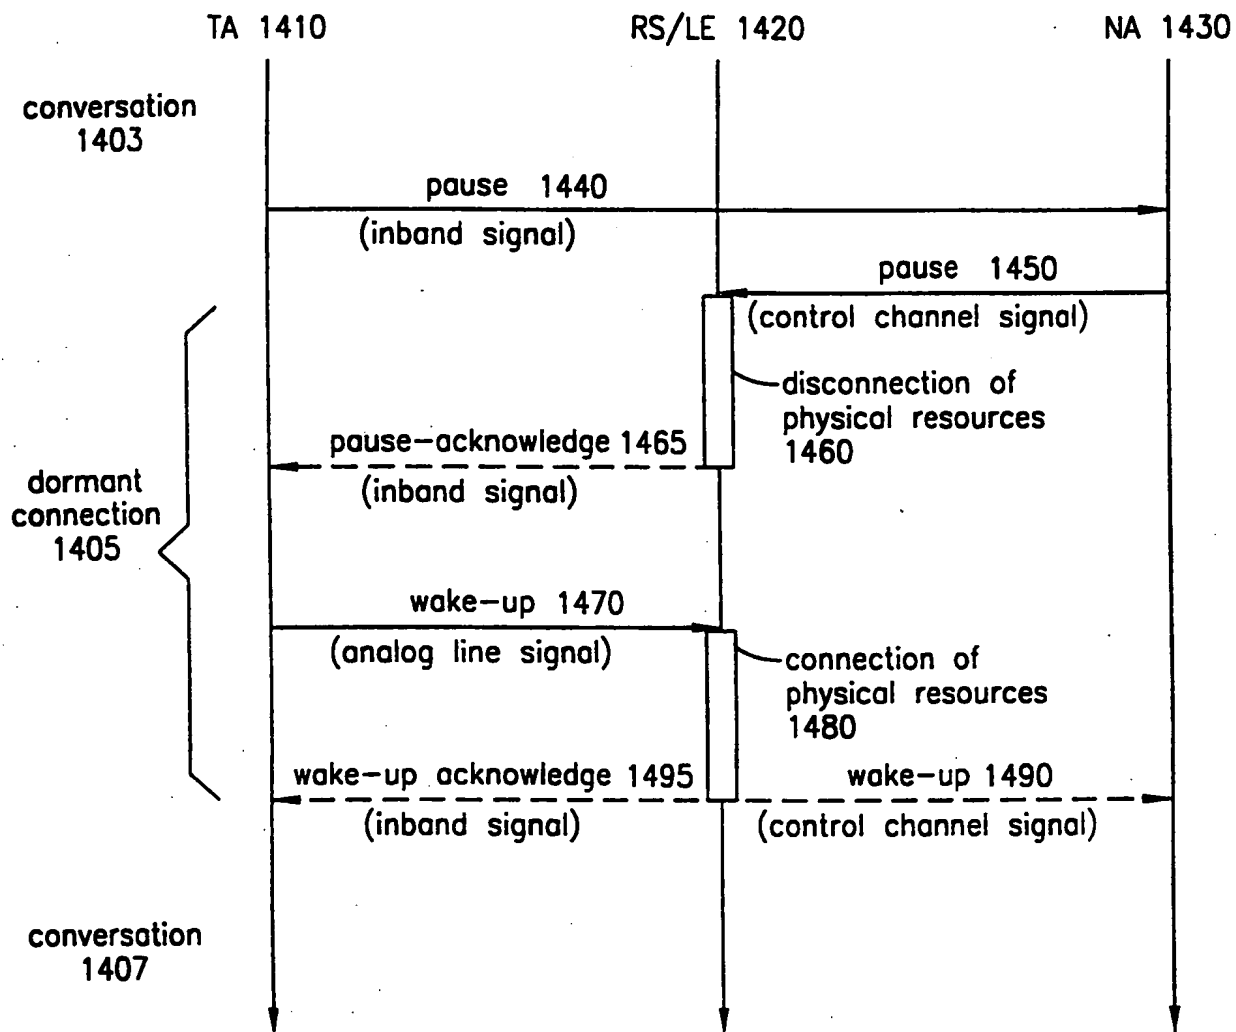 TA 1410
RS/LE 1420
NA 1430
conversation
1403
pause 1440
(inband signal)
pause 1450
(control channel signal)
disconnection of
physical resources
1460
pause-acknowledge 1465
(inband signal)
dormant
connection
1405
wake-up 1470
(analog line signal)
connection of
physical resources
1480
wake-up acknowledge 1495
(inband signal)
wake-up 1490
(control channel signal)
conversation
1407